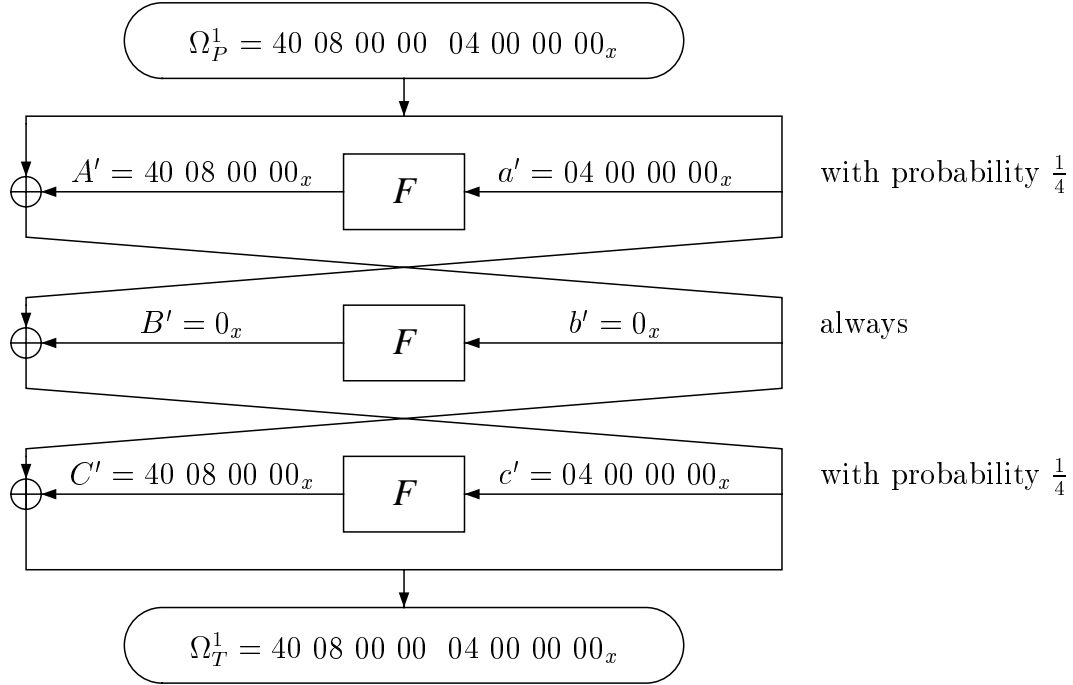 Ω_P^1 = 40 08 00 00 04 00 00 00_x
A′ = 40 08 00 00_x
F
a′ = 04 00 00 00_x
with probability 1/4
B′ = 0_x
F
b′ = 0_x
always
C′ = 40 08 00 00_x
F
c′ = 04 00 00 00_x
with probability 1/4
Ω_T^1 = 40 08 00 00 04 00 00 00_x